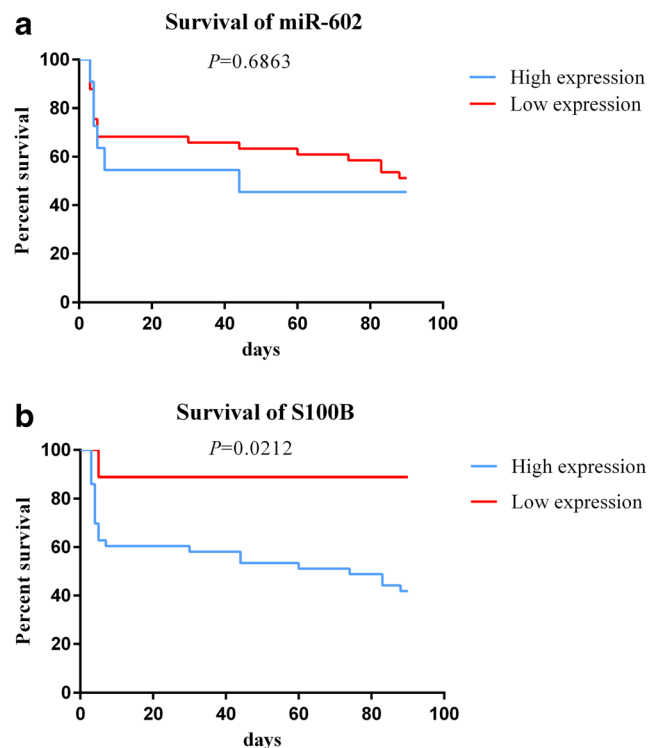 a
Survival of miR-602
P=0.6863
High expression
Low expression
Percent survival
100
80
60
40
20
0
0 20 40 60 80 100
days
b
Survival of S100B
P=0.0212
High expression
Low expression
Percent survival
100
80
60
40
20
0
0 20 40 60 80 100
days